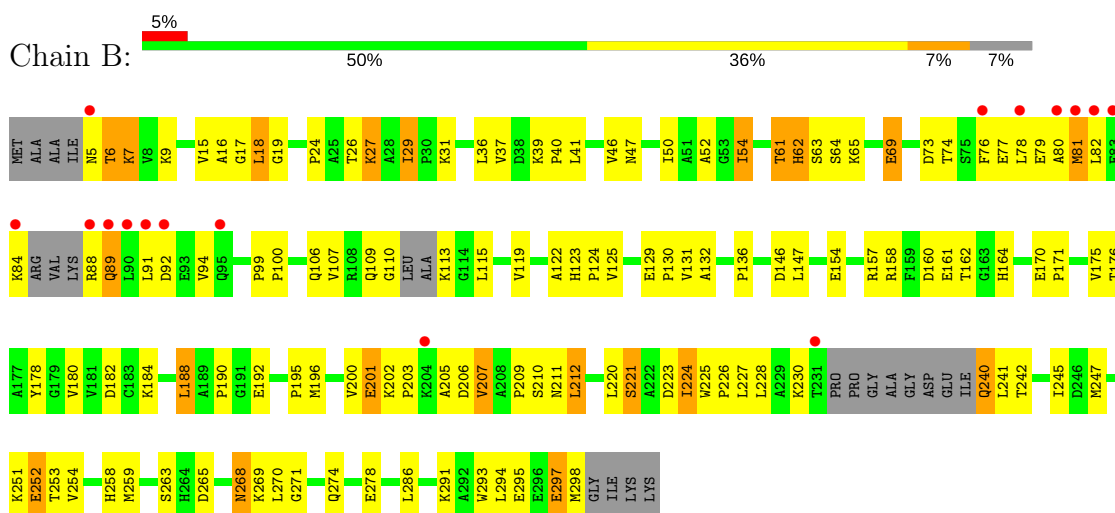 5%
Chain B:
50% 36% 7% 7%
MET ALA ALA ILE N5 T6 K7 V8 K9 V15 A16 G17 L18 G19 P24 A25 T26 K27 A28 I29 P30 K31 L36 V37 D38 K39 P40 L41 V46 N47 I50 A51 A52 G53 I54 T61 H62 S63 S64 K65 E69 D73 T74 S75 F76 E77 L78 E79 A80 M81 L82 E83
K84 ARG VAL LYS R88 Q89 L90 L91 D92 E93 V94 Q95 P99 P100 Q106 V107 R108 Q109 G110 LEU ALA K113 G114 L115 V119 A122 H123 P124 V125 E129 P130 V131 A132 P136 D146 L147 E154 R157 R158 F159 D160 E161 T162 G163 H164 E170 P171 V175
A177 Y178 G179 V180 V181 D182 C183 K184 L188 A189 P190 G191 E192 P195 M196 V200 E201 K202 P203 K204 A205 D206 V207 A208 P209 S210 N211 L212 L220 S221 A222 D223 I224 W225 P226 L227 L228 A229 K230 T231 PRO PRO GLY ALA GLY ASP GLU ILE Q240 L241 T242 I245 D246 M247
K251 E252 T253 V254 H258 M259 S263 H264 D265 N268 K269 L270 G271 Q274 E278 L286 K291 A292 W293 L294 E295 E296 E297 M298 GLY ILE LYS LYS